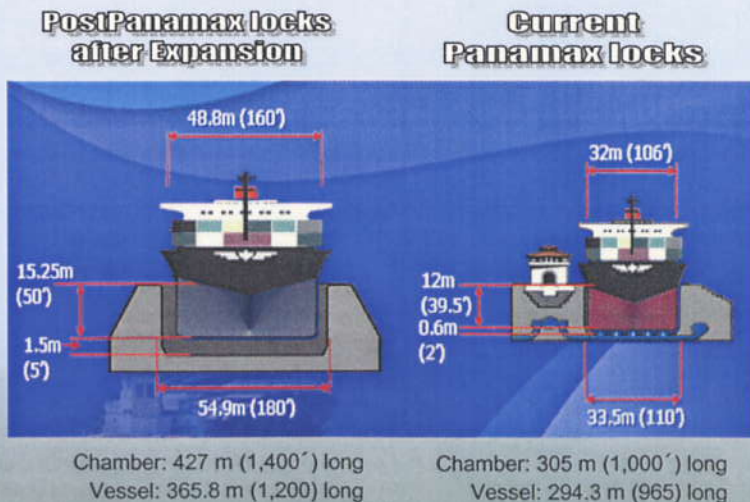 PostPanamax locks
after Expansion
48.8m (160')
15.25m
(50')
1.5m
(5')
54.9m (180')
Chamber: 427 m (1,400´) long
Vessel: 365.8 m (1,200) long
Current
Panamax locks
32m (106')
12m
(39.5')
0.6m
(2')
33.5m (110')
Chamber: 305 m (1,000´) long
Vessel: 294.3 m (965) long